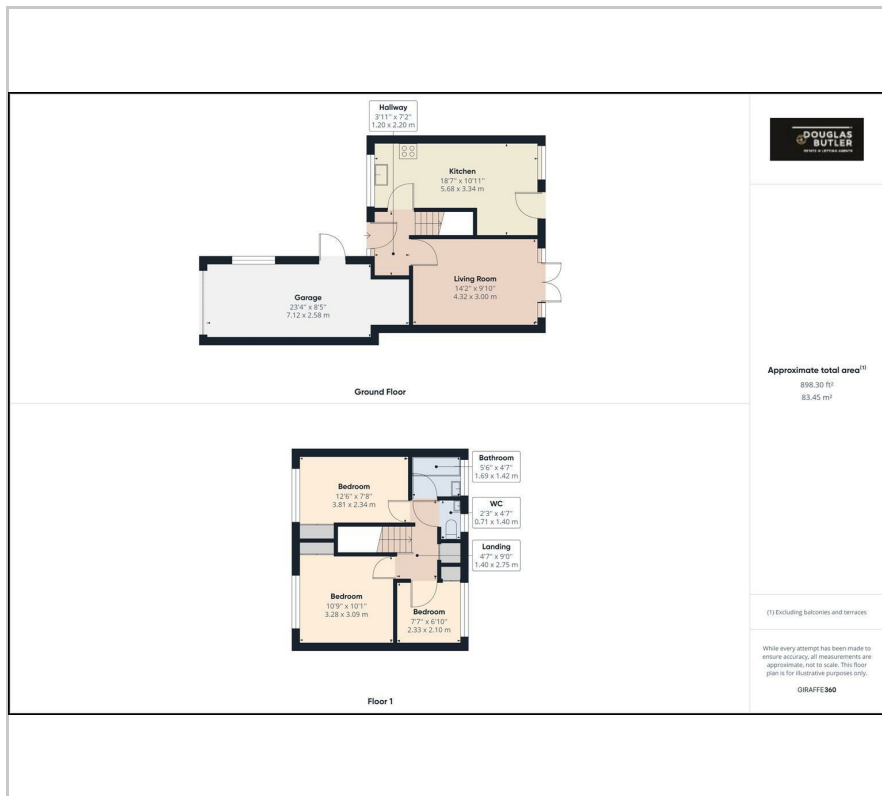 Hallway
3'11" x 7'2"
1.20 x 2.20 m
Kitchen
18'7" x 10'11"
5.68 x 3.34 m
Living Room
14'2" x 9'10"
4.32 x 3.00 m
Garage
23'4" x 8'5"
7.12 x 2.58 m
Ground Floor
Bathroom
5'6" x 4'7"
1.69 x 1.42 m
Bedroom
12'6" x 7'8"
3.81 x 2.34 m
WC
2'3" x 4'7"
0.71 x 1.40 m
Landing
4'7" x 9'0"
1.40 x 2.75 m
Bedroom
10'9" x 10'1"
3.28 x 3.09 m
Bedroom
7'7" x 6'10"
2.33 x 2.10 m
Floor 1
DOUGLAS
BUTLER
ESTATE & LETTING AGENTS
Approximate total area(1)
898.30 ft²
83.45 m²
(1) Excluding balconies and terraces
While every attempt has been made to
ensure accuracy, all measurements are
approximate, not to scale. This floor
plan is for illustrative purposes only.
GIRAFFE360